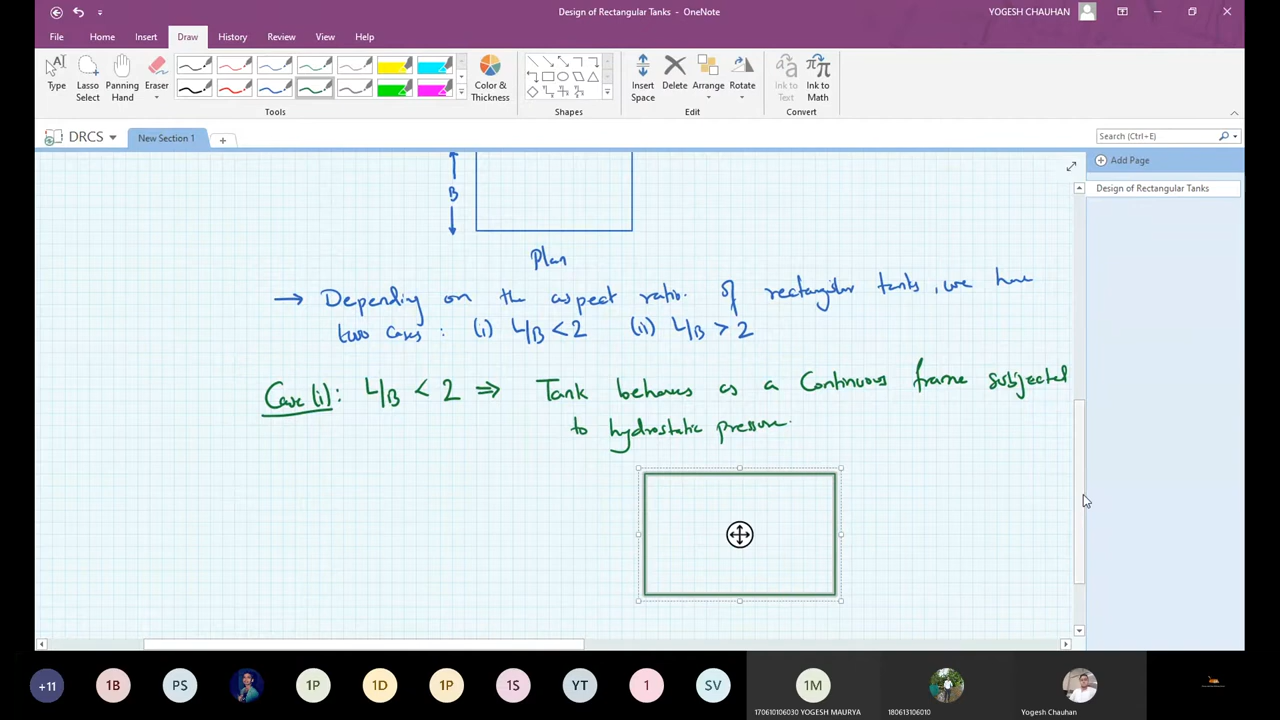 Design of Rectangular Tanks - OneNote
YOGESH CHAUHAN
File Home Insert Draw History Review View Help
Type
Lasso Select
Panning Hand
Eraser
Color & Thickness
Insert Space
Delete
Arrange
Rotate
Ink to Text
Ink to Math
Tools
Shapes
Edit
Convert
DRCS
New Section 1
Search (Ctrl+E)
Add Page
Design of Rectangular Tanks
B
Plan
→ Depending on the aspect ratio of rectangular tanks, we have
two cases : (i) L/B < 2 (ii) L/B > 2
Case (i): L/B < 2 ⇒ Tank behaves as a Continuous frame subjected
to hydrostatic pressure.
+11 1B PS 1P 1D 1P 1S YT 1 SV 1M
170610106030 YOGESH MAURYA
180613106010
Yogesh Chauhan